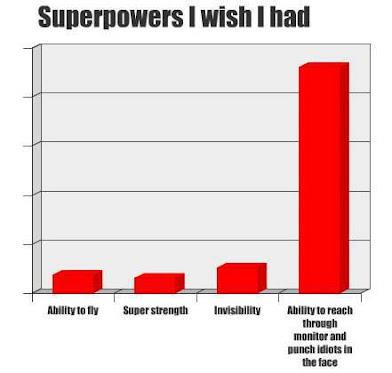 Superpowers I wish I had
Ability to fly
Super strength
Invisibility
Ability to reach
through
monitor and
punch idiots in
the face